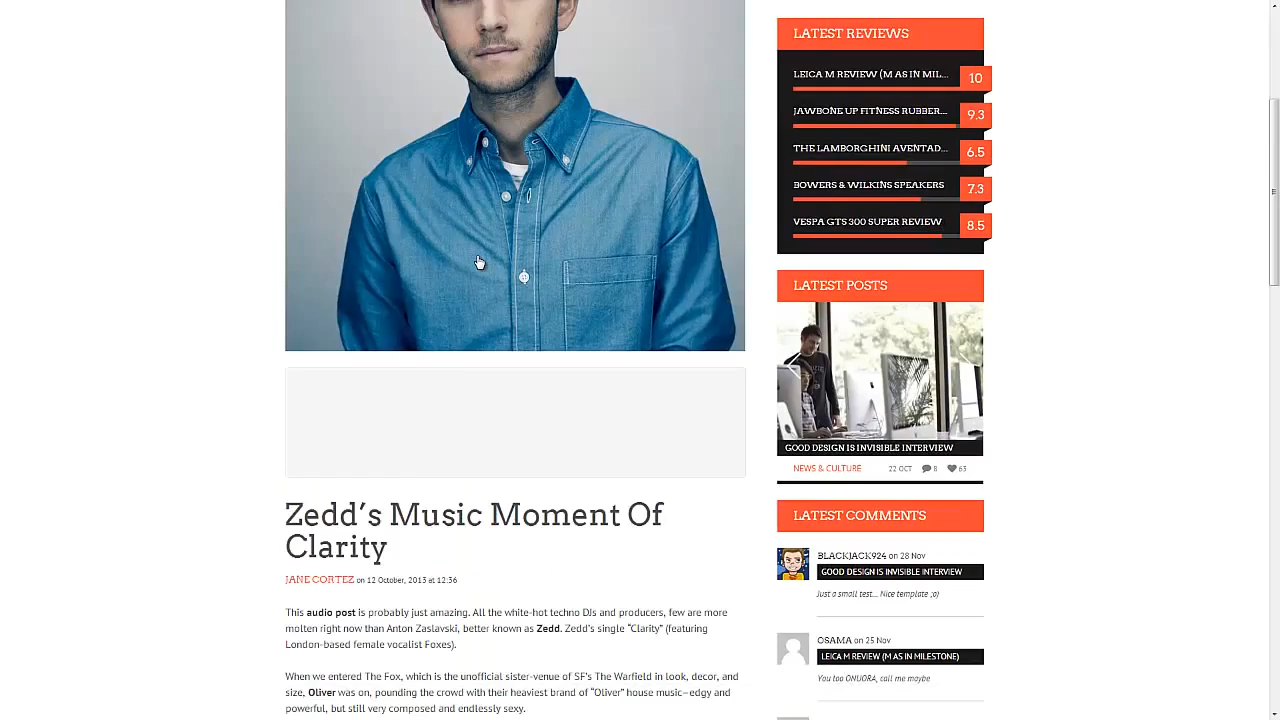 LATEST REVIEWS
LEICA M REVIEW (M AS IN MIL... 10
JAWBONE UP FITNESS RUBBER... 9.3
THE LAMBORGHINI AVENTAD... 6.5
BOWERS & WILKINS SPEAKERS 7.3
VESPA GTS 300 SUPER REVIEW 8.5
LATEST POSTS
GOOD DESIGN IS INVISIBLE INTERVIEW
NEWS & CULTURE 22 OCT 8 63
LATEST COMMENTS
BLACKJACK924 on 28 Nov
GOOD DESIGN IS INVISIBLE INTERVIEW
Just a small test... Nice template ;o)
OSAMA on 25 Nov
LEICA M REVIEW (M AS IN MILESTONE)
You too ONUORA, call me maybe
Zedd's Music Moment Of
Clarity
JANE CORTEZ on 12 October, 2013 at 12:36
This audio post is probably just amazing. All the white-hot techno DJs and producers, few are more
molten right now than Anton Zaslavski, better known as Zedd. Zedd's single "Clarity" (featuring
London-based female vocalist Foxes).
When we entered The Fox, which is the unofficial sister-venue of SF's The Warfield in look, decor, and
size, Oliver was on, pounding the crowd with their heaviest brand of "Oliver" house music—edgy and
powerful, but still very composed and endlessly sexy.